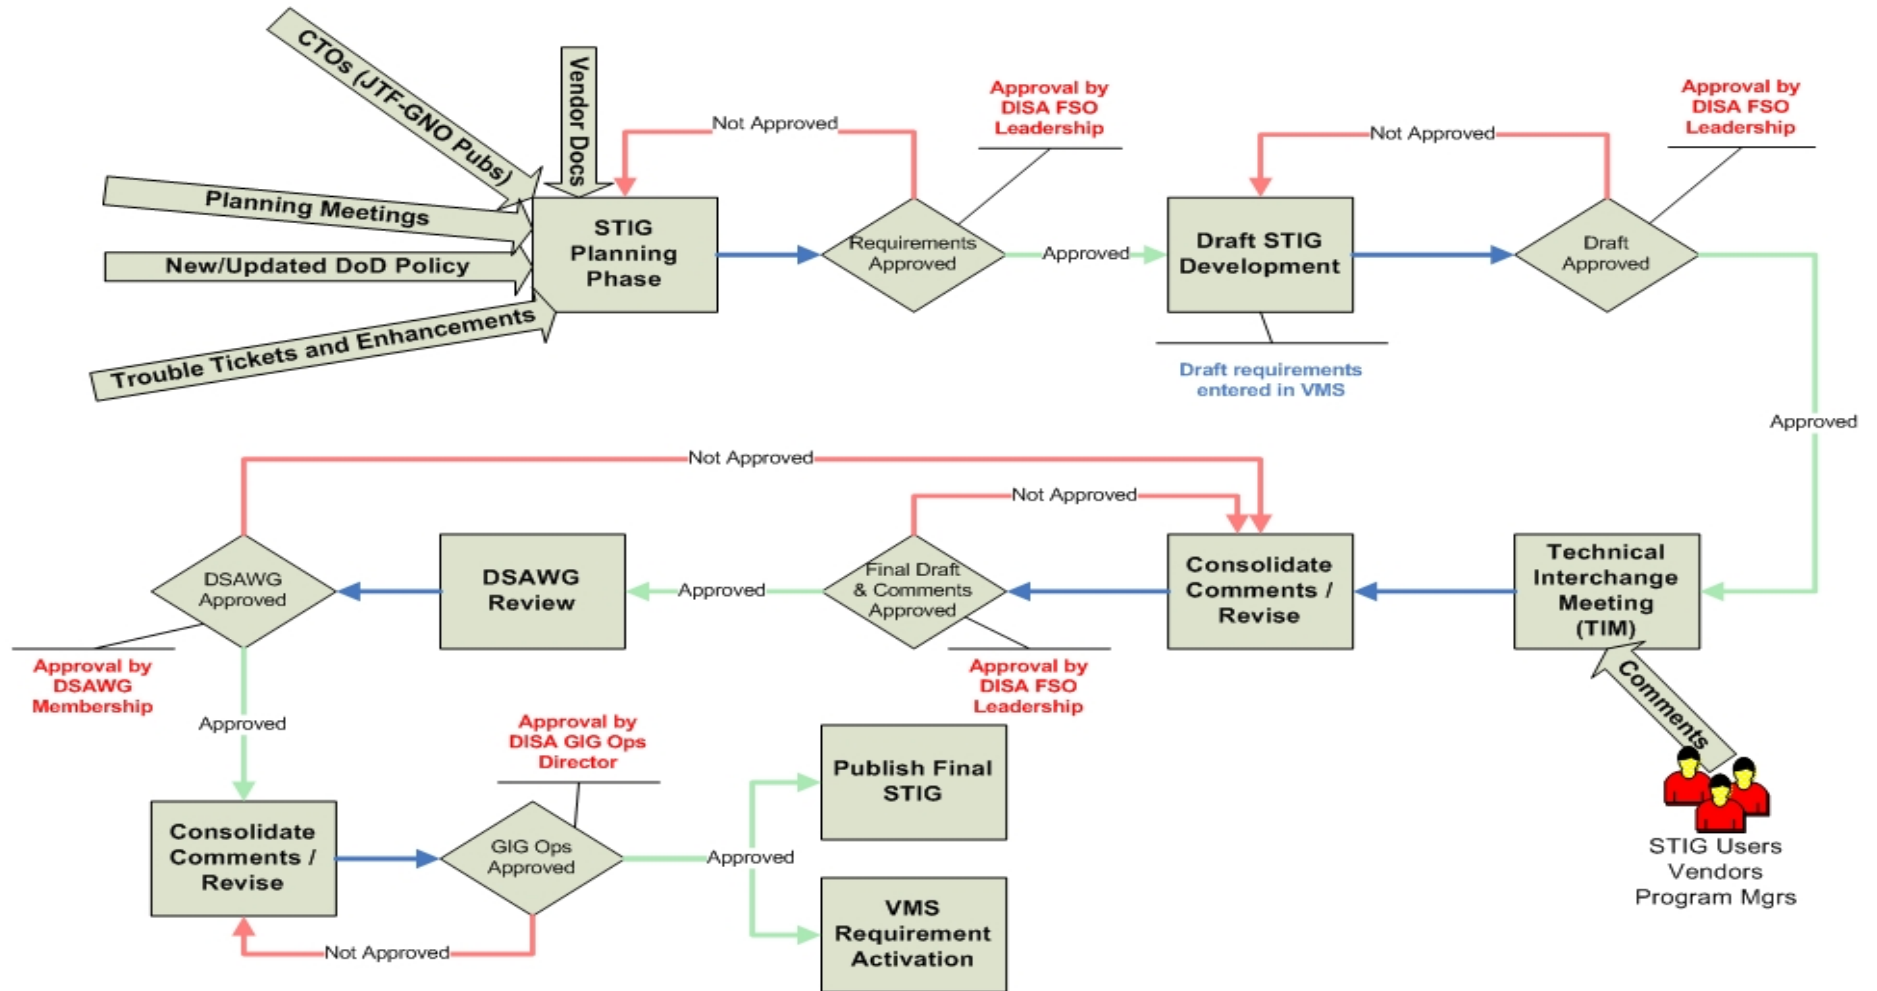 CTOs (JTF-GNO Pubs)
Vendor Docs
Planning Meetings
New/Updated DoD Policy
Trouble Tickets and Enhancements
STIG
Planning
Phase
Not Approved
Requirements
Approved
Approval by
DISA FSO
Leadership
Approved
Draft STIG
Development
Draft requirements
entered in VMS
Not Approved
Draft
Approved
Approval by
DISA FSO
Leadership
Approved
Technical
Interchange
Meeting
(TIM)
Comments
STIG Users
Vendors
Program Mgrs
Consolidate
Comments /
Revise
Not Approved
Final Draft
& Comments
Approved
Approval by
DISA FSO
Leadership
Approved
DSAWG
Review
Not Approved
DSAWG
Approved
Approval by
DSAWG
Membership
Approved
Consolidate
Comments /
Revise
Not Approved
GIG Ops
Approved
Approval by
DISA GIG Ops
Director
Approved
Publish Final
STIG
VMS
Requirement
Activation